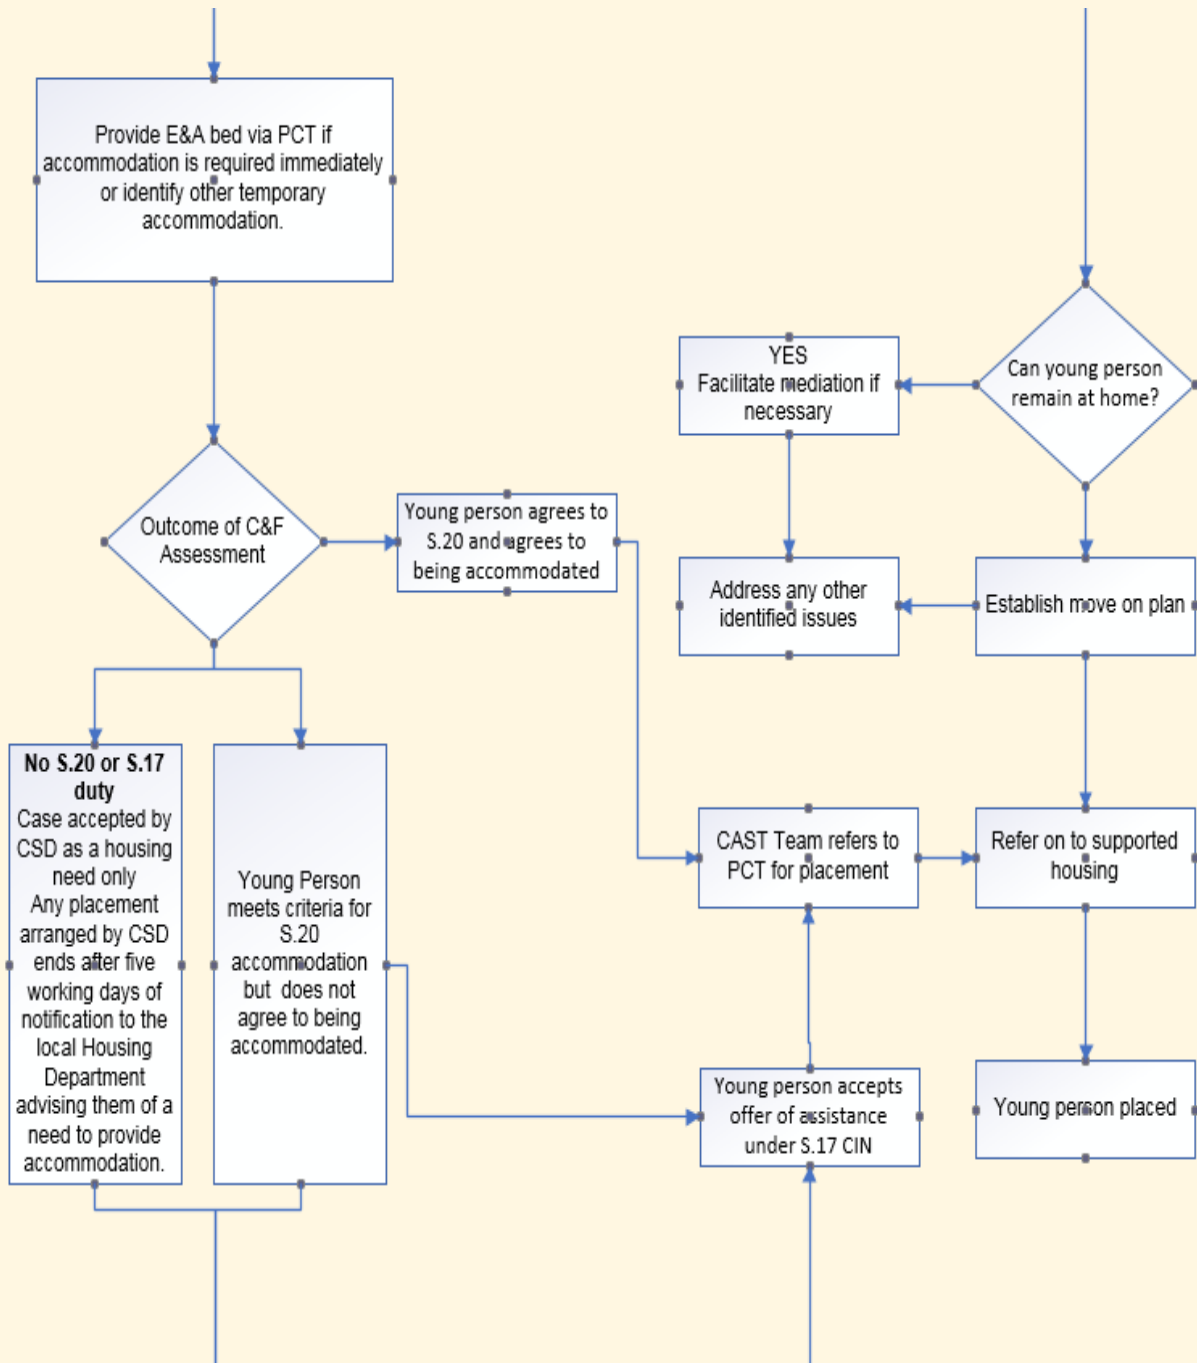 Provide E&A bed via PCT if
accommodation is required immediately
or identify other temporary
accommodation.
YES
Facilitate mediation if
necessary
Can young person
remain at home?
Outcome of C&F
Assessment
Young person agrees to
S.20 and agrees to
being accommodated
Address any other
identified issues
Establish move on plan
No S.20 or S.17
duty
Case accepted by
CSD as a housing
need only
Any placement
arranged by CSD
ends after five
working days of
notification to the
local Housing
Department
advising them of a
need to provide
accommodation.
Young Person
meets criteria for
S.20
accommodation
but does not
agree to being
accommodated.
CAST Team refers to
PCT for placement
Refer on to supported
housing
Young person accepts
offer of assistance
under S.17 CIN
Young person placed